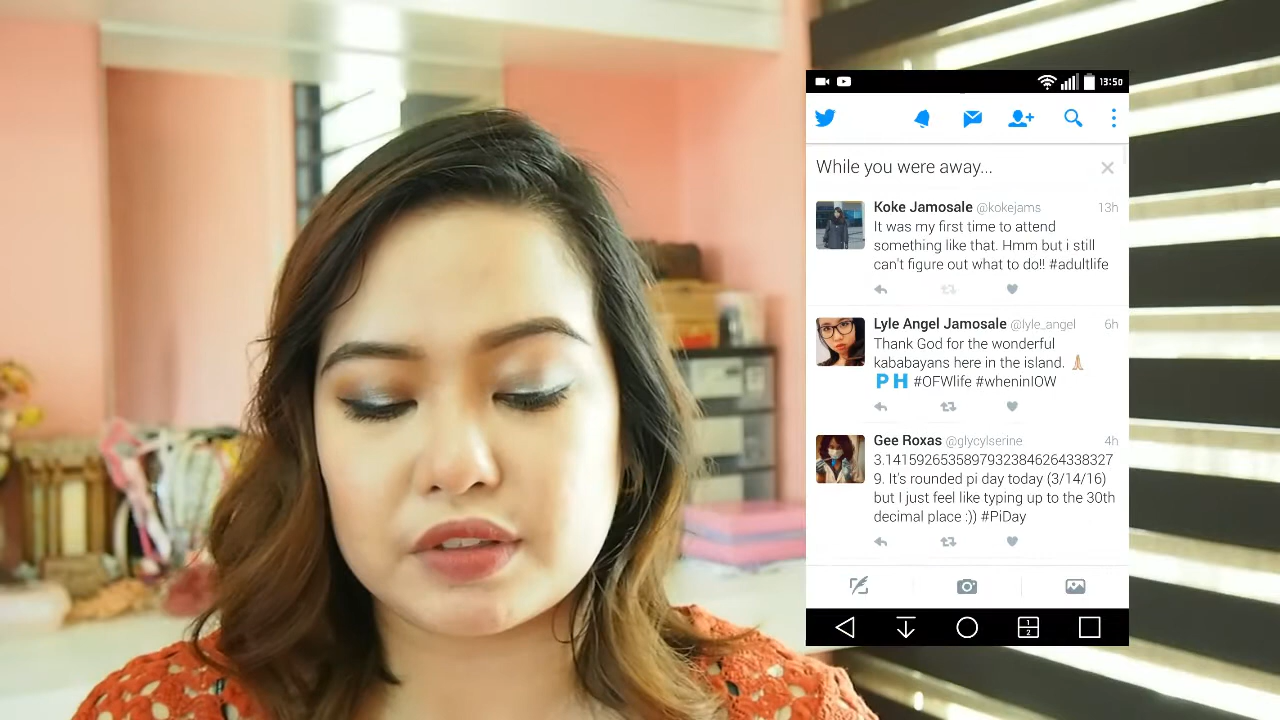 13:50
While you were away...
Koke Jamosale @kokejams 13h
It was my first time to attend
something like that. Hmm but i still
can't figure out what to do!! #adultlife
Lyle Angel Jamosale @lyle_angel 6h
Thank God for the wonderful
kababayans here in the island. 🙏🏼
PH #OFWlife #wheninIOW
Gee Roxas @glycylserine 4h
3.14159265358979323846264338327
9. It's rounded pi day today (3/14/16)
but I just feel like typing up to the 30th
decimal place :)) #PiDay
1
2